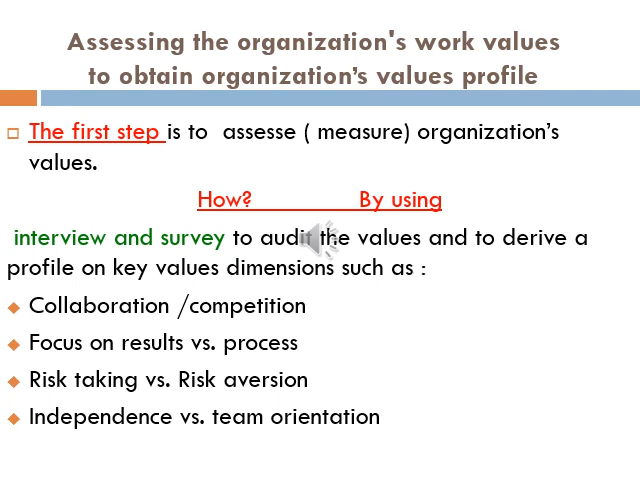 Assessing the organization's work values
to obtain organization's values profile
The first step is to assesse ( measure) organization's
values.
How? By using
interview and survey to audit the values and to derive a
profile on key values dimensions such as :
Collaboration /competition
Focus on results vs. process
Risk taking vs. Risk aversion
Independence vs. team orientation